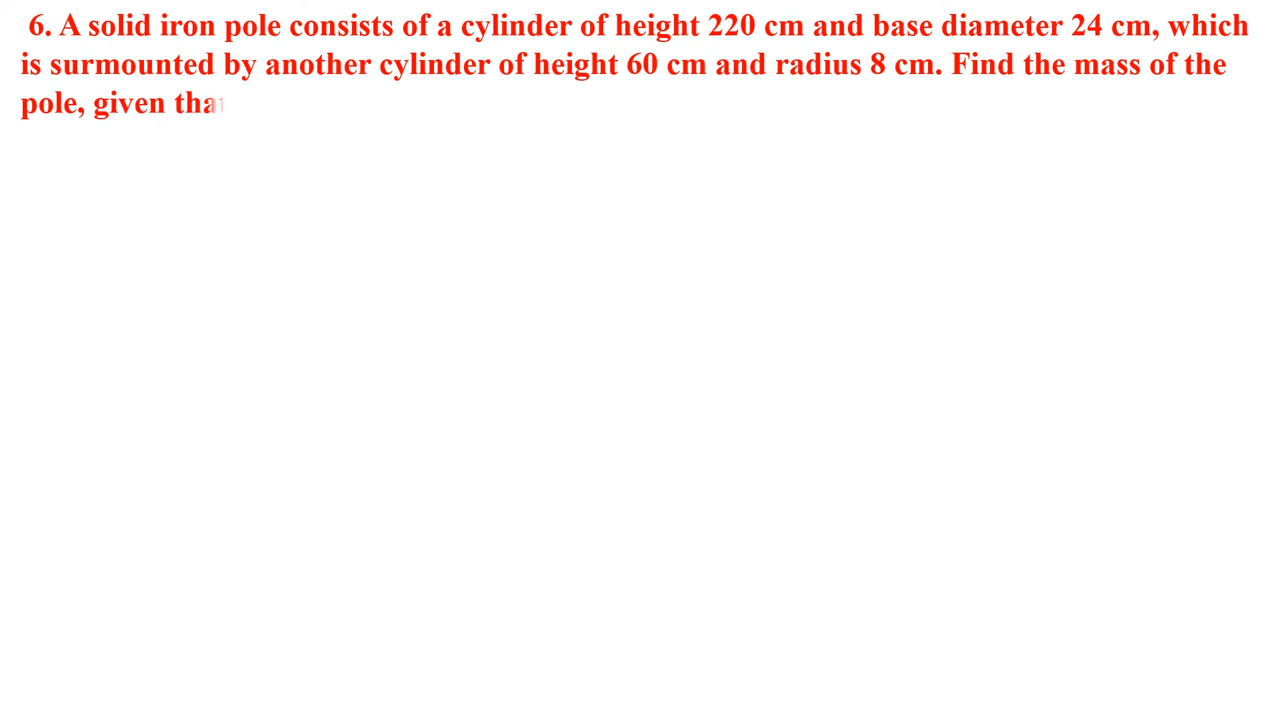 6. A solid iron pole consists of a cylinder of height 220 cm and base diameter 24 cm, which
is surmounted by another cylinder of height 60 cm and radius 8 cm. Find the mass of the
pole, given that